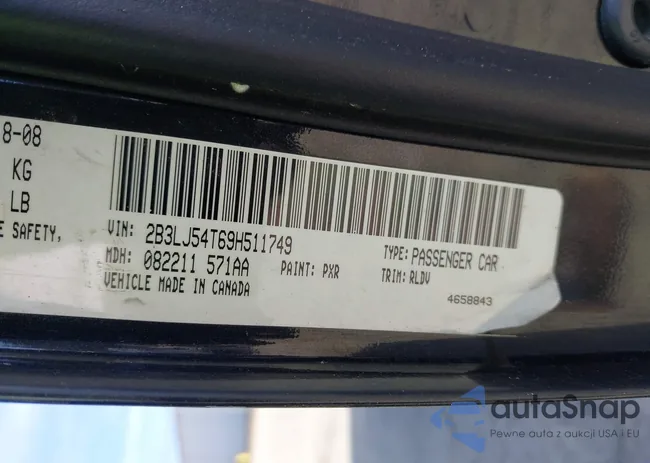 8-08
KG
LB
E SAFETY,
VIN: 2B3LJ54T69H511749
TYPE: PASSENGER CAR
MDH: 082211 571AA
PAINT: PXR
TRIM: RLDV
VEHICLE MADE IN CANADA
4658843
autaSnap
Pewne auta z aukcji USA i EU